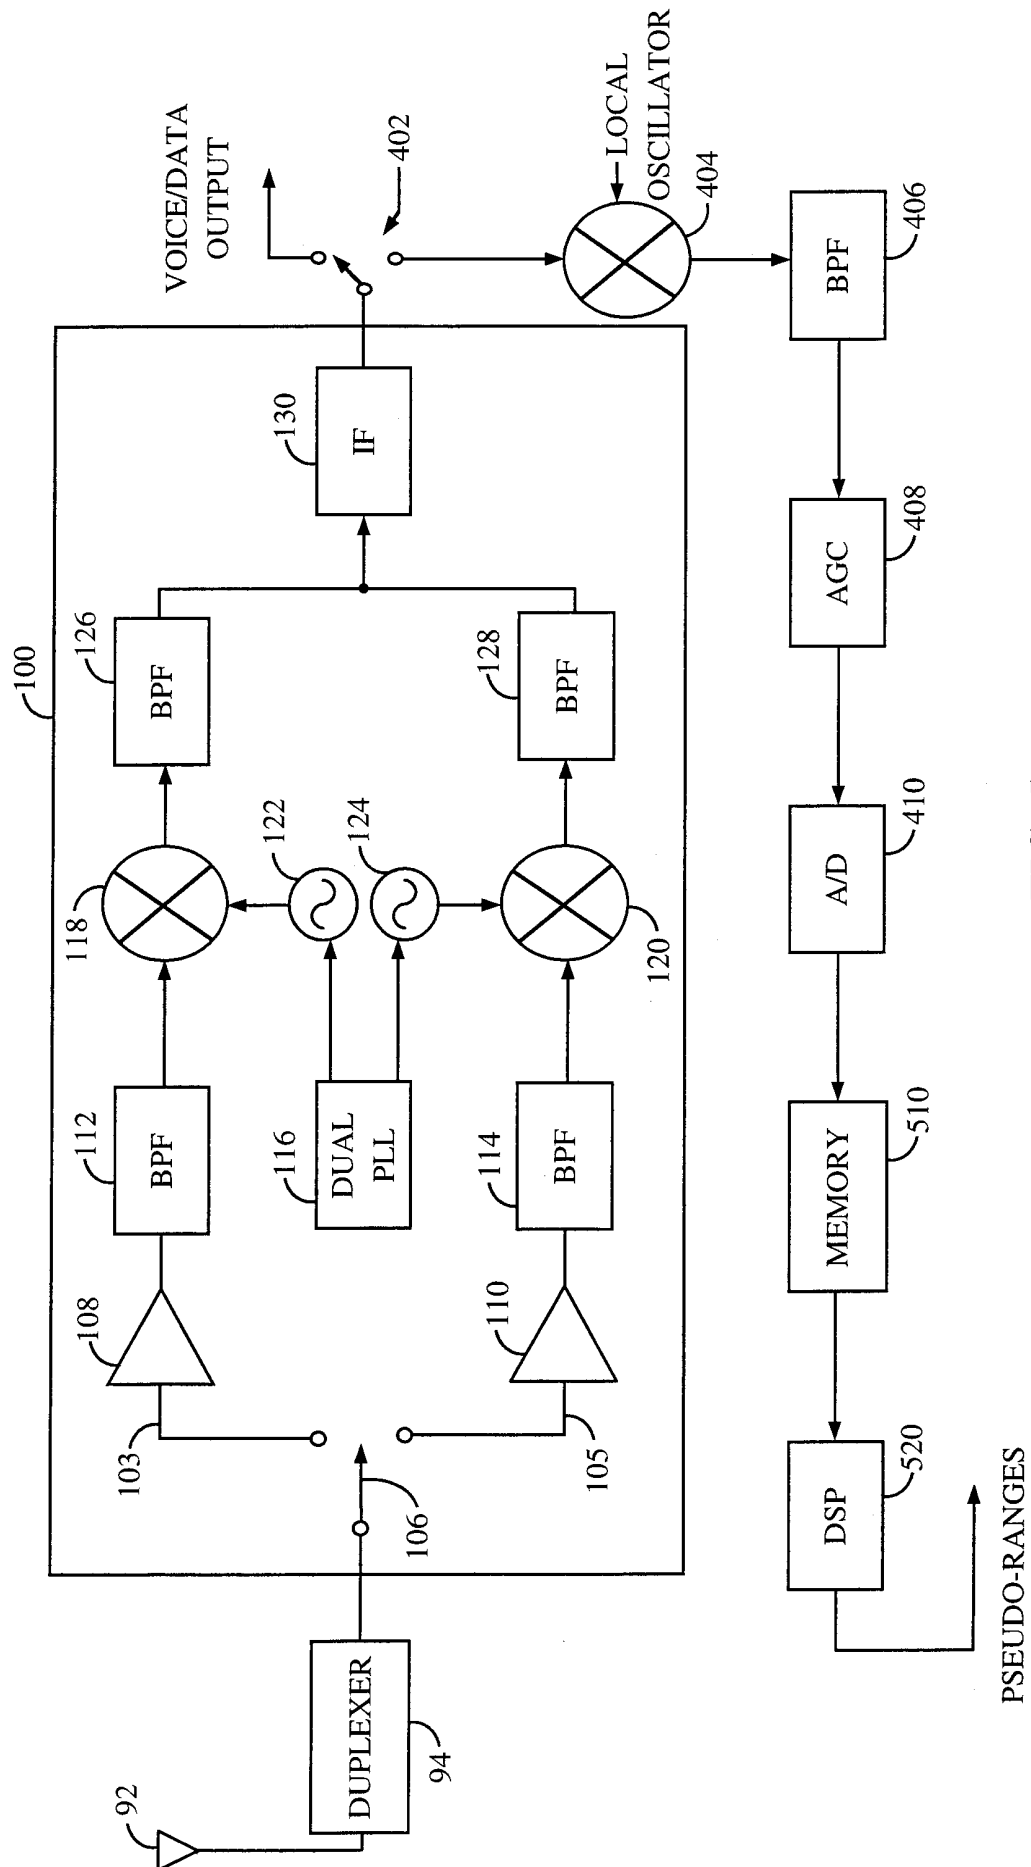 92
DUPLEXER
94
100
103
105
106
108
110
112
BPF
114
BPF
116
DUAL
PLL
118
120
122
124
126
BPF
128
BPF
130
IF
VOICE/DATA
OUTPUT
402
LOCAL
OSCILLATOR
404
BPF
406
AGC
408
A/D
410
MEMORY
510
DSP
520
PSEUDO-RANGES